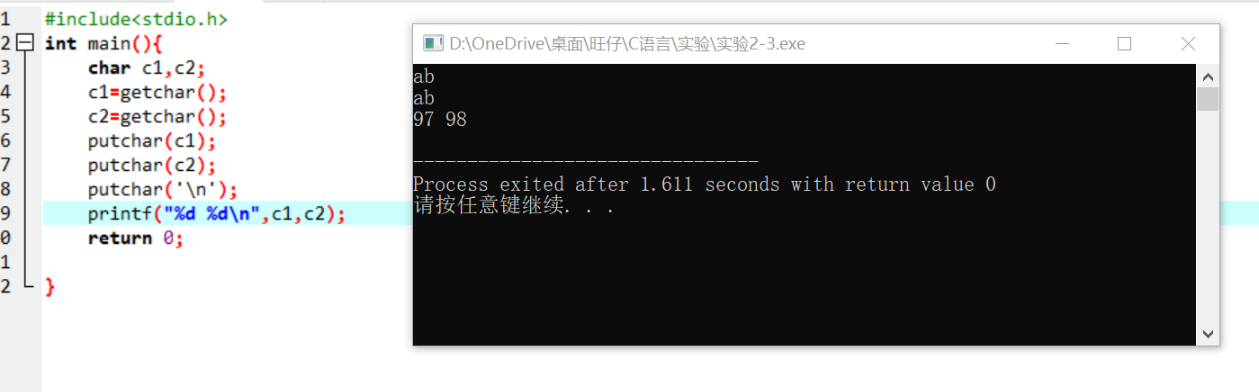 1 #include<stdio.h>
2 int main(){
3 char c1,c2;
4 c1=getchar();
5 c2=getchar();
6 putchar(c1);
7 putchar(c2);
8 putchar('\n');
9 printf("%d %d\n",c1,c2);
0 return 0;
1
2 }
D:\OneDrive\桌面\旺仔\C语言\实验\实验2-3.exe
ab
ab
97 98
--------------------------------
Process exited after 1.611 seconds with return value 0
请按任意键继续. . .